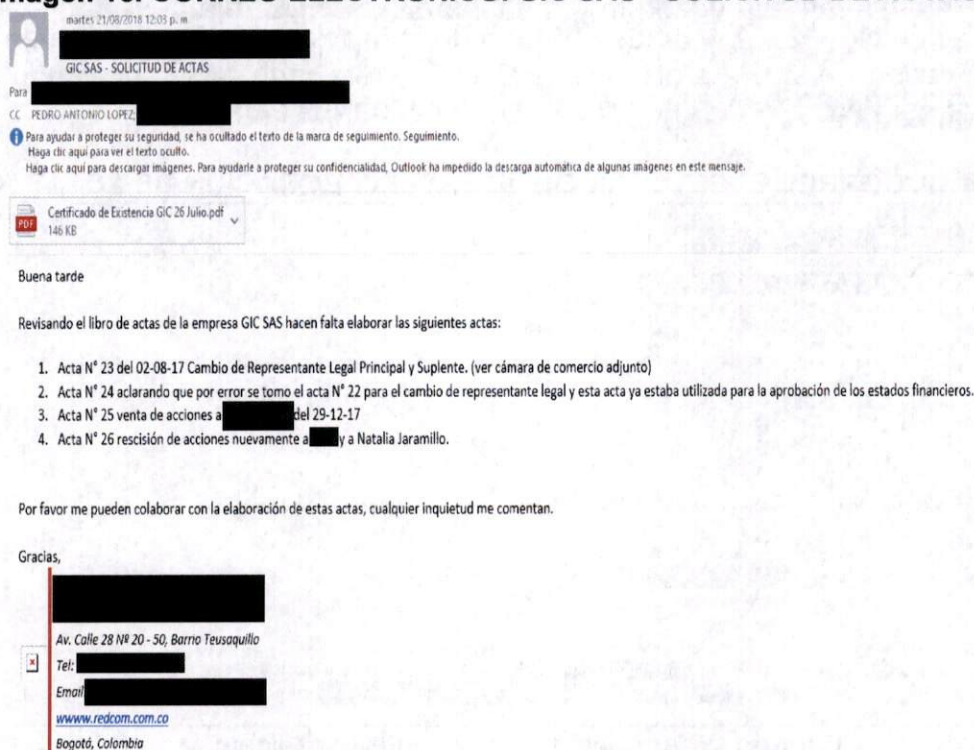 martes 21/08/2018 12:03 p. m
GIC SAS - SOLICITUD DE ACTAS
Para
CC PEDRO ANTONIO LOPEZ;
Para ayudar a proteger su seguridad, se ha ocultado el texto de la marca de seguimiento. Seguimiento.
Haga clic aquí para ver el texto oculto.
Haga clic aquí para descargar imágenes. Para ayudarle a proteger su confidencialidad, Outlook ha impedido la descarga automática de algunas imágenes en este mensaje.
PDF
Certificado de Existencia GIC 26 Julio.pdf
146 KB
Buena tarde
Revisando el libro de actas de la empresa GIC SAS hacen falta elaborar las siguientes actas:
1. Acta N° 23 del 02-08-17 Cambio de Representante Legal Principal y Suplente. (ver cámara de comercio adjunto)
2. Acta N° 24 aclarando que por error se tomo el acta N° 22 para el cambio de representante legal y esta acta ya estaba utilizada para la aprobación de los estados financieros.
3. Acta N° 25 venta de acciones a del 29-12-17
4. Acta N° 26 rescisión de acciones nuevamente a y a Natalia Jaramillo.
Por favor me pueden colaborar con la elaboración de estas actas, cualquier inquietud me comentan.
Gracias,
Av. Calle 28 Nº 20 - 50, Barrio Teusaquillo
Tel:
Email
wwww.redcom.com.co
Bogotá, Colombia